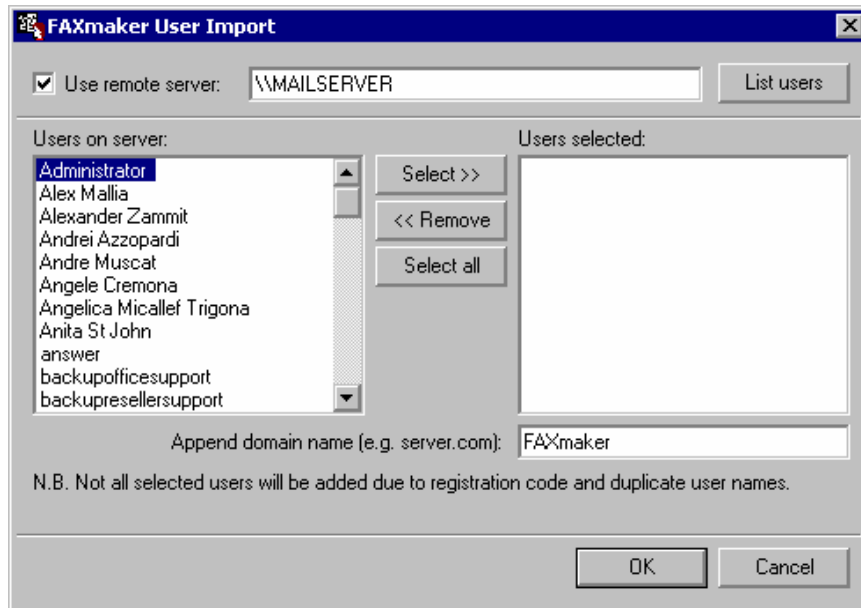 FAXmaker User Import
Use remote server: \\MAILSERVER List users
Users on server: Users selected:
Administrator
Alex Mallia
Alexander Zammit
Andrei Azzopardi
Andre Muscat
Angele Cremona
Angelica Micallef Trigona
Anita St John
answer
backupofficesupport
backupresellersupport
Select >>
<< Remove
Select all
Append domain name (e.g. server.com): FAXmaker
N.B. Not all selected users will be added due to registration code and duplicate user names.
OK Cancel